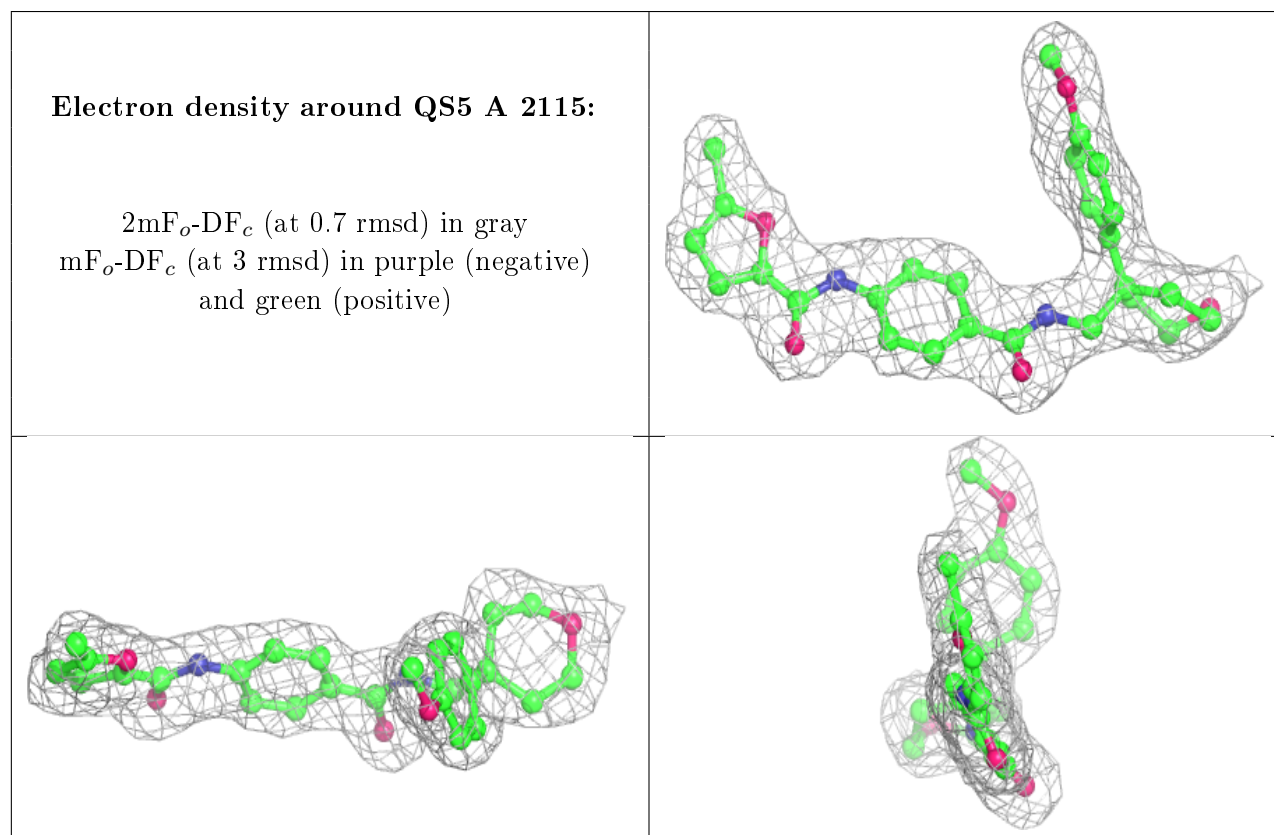 Electron density around QS5 A 2115:
2mFo-DFc (at 0.7 rmsd) in gray
mFo-DFc (at 3 rmsd) in purple (negative)
and green (positive)